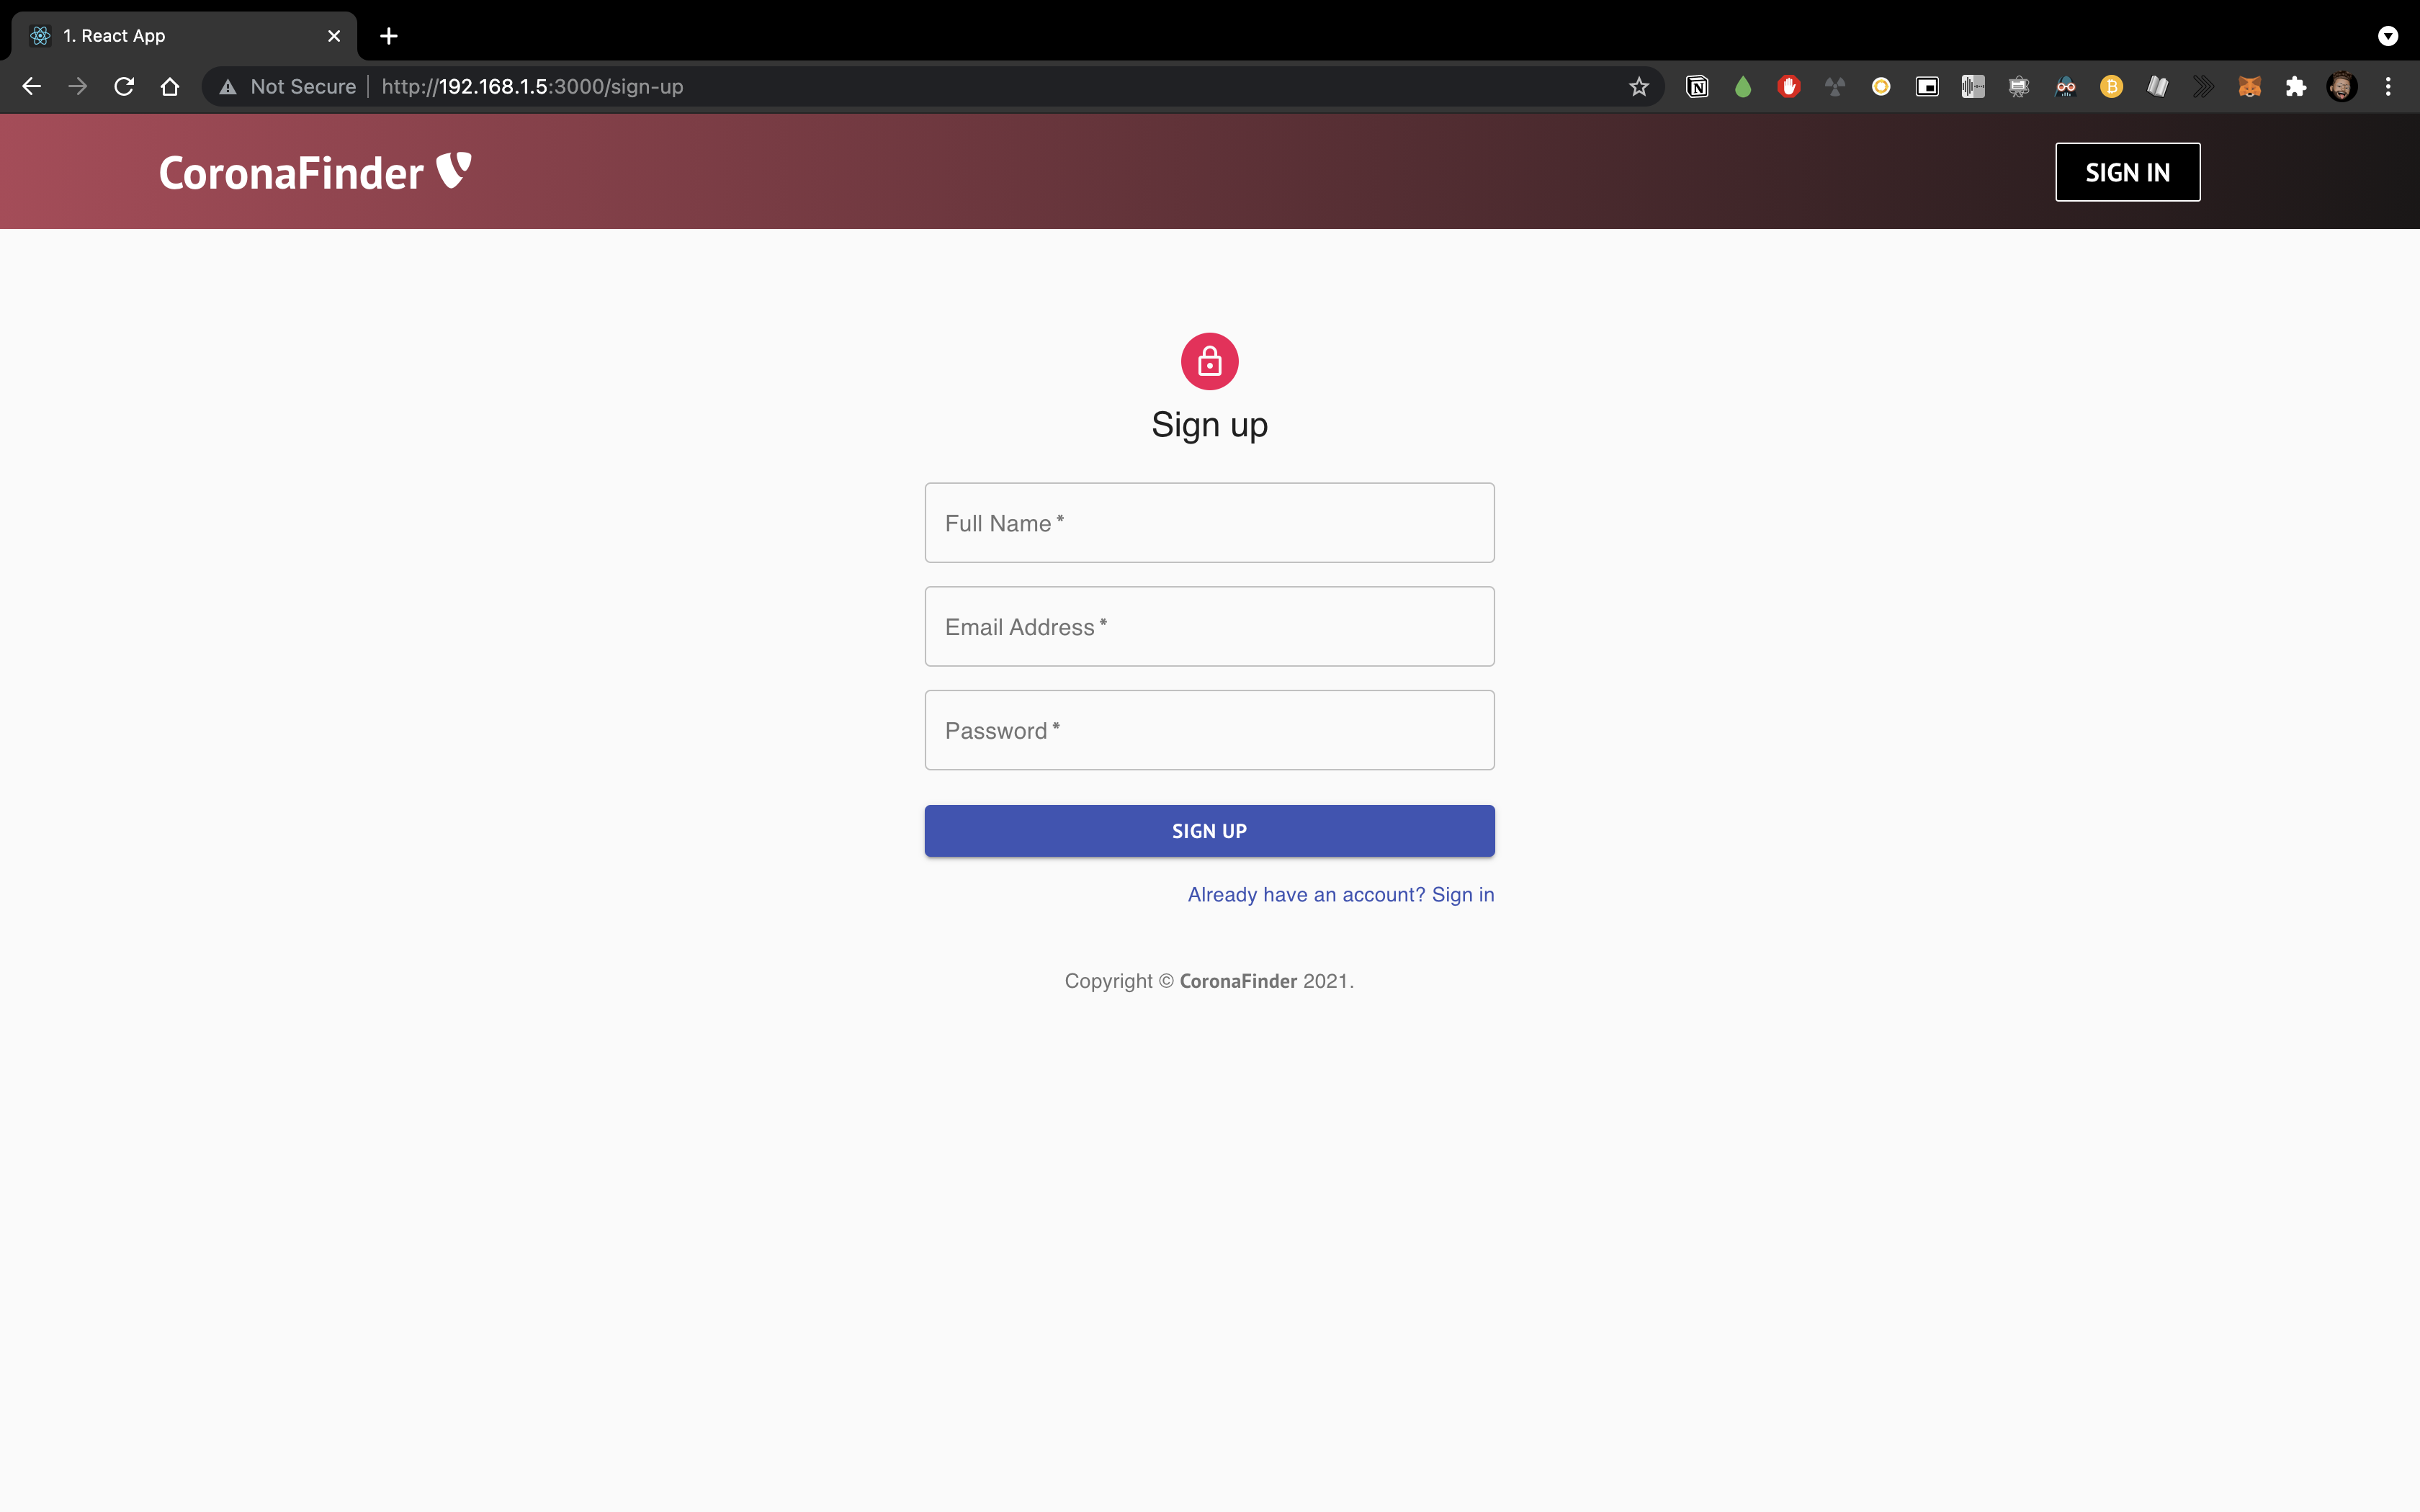 1. React App
Not Secure | http://192.168.1.5:3000/sign-up
CoronaFinder
SIGN IN
Sign up
Full Name *
Email Address *
Password *
SIGN UP
Already have an account? Sign in
Copyright © CoronaFinder 2021.